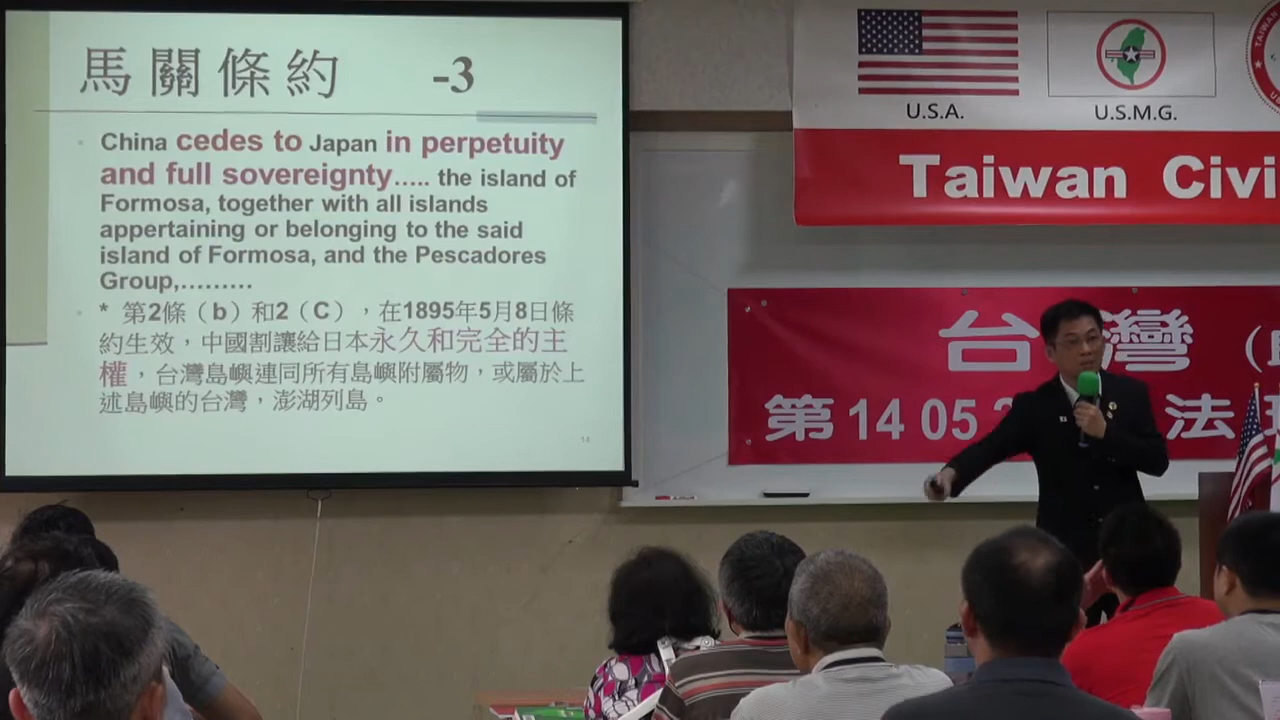 馬關條約 -3
China cedes to Japan in perpetuity
and full sovereignty..... the island of
Formosa, together with all islands
appertaining or belonging to the said
island of Formosa, and the Pescadores
Group,.........
* 第2條（b）和2（C），在1895年5月8日條
約生效，中國割讓給日本永久和完全的主
權，台灣島嶼連同所有島嶼附屬物，或屬於上
述島嶼的台灣，澎湖列島。
U.S.A.
U.S.M.G.
Taiwan Civi
台灣（
第 14 05 法